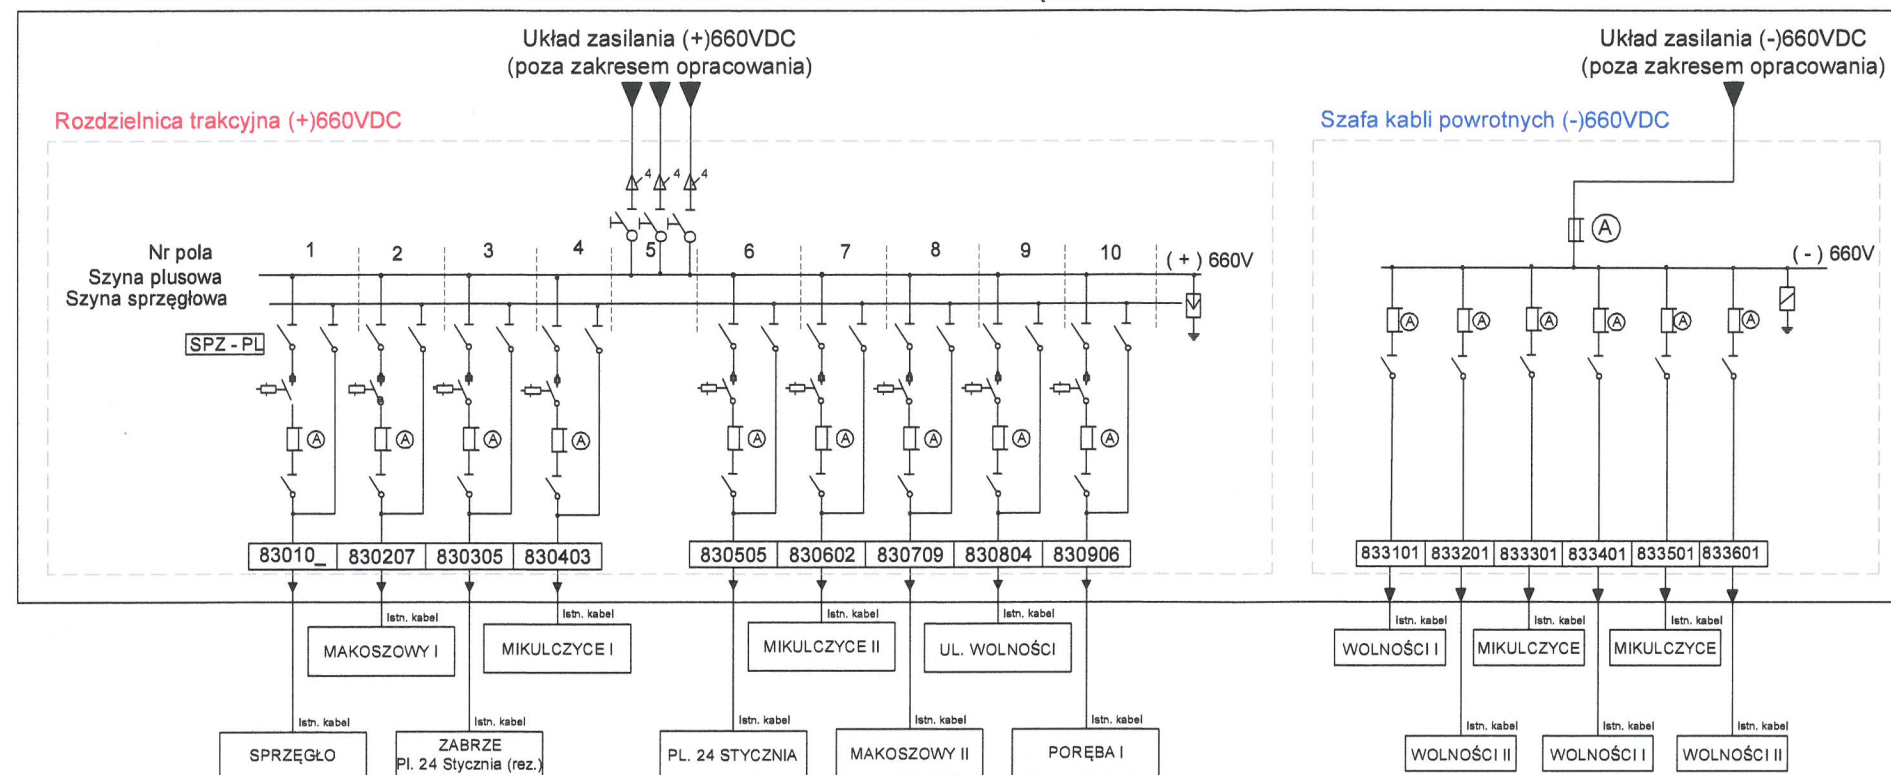 Układ zasilania (+)660VDC
(poza zakresem opracowania)
Układ zasilania (-)660VDC
(poza zakresem opracowania)
Rozdzielnica trakcyjna (+)660VDC
Szafa kabli powrotnych (-)660VDC
4 4 4
A
Nr pola 1 2 3 4 5 6 7 8 9 10
(+) 660V
(-) 660V
Szyna plusowa
Szyna sprzęgłowa
SPZ - PL
A A A A A A
A A A A A A A A A
83010_ 830207 830305 830403 830505 830602 830709 830804 830906
833101 833201 833301 833401 833501 833601
Istn. kabel Istn. kabel Istn. kabel Istn. kabel Istn. kabel Istn. kabel Istn. kabel
MAKOSZOWY I MIKULCZYCE I MIKULCZYCE II UL. WOLNOŚCI
WOLNOŚCI I MIKULCZYCE MIKULCZYCE
Istn. kabel Istn. kabel Istn. kabel Istn. kabel Istn. kabel Istn. kabel Istn. kabel Istn. kabel
SPRZĘGŁO
ZABRZE
Pl. 24 Stycznia (rez.)
PL. 24 STYCZNIA MAKOSZOWY II PORĘBA I
WOLNOŚCI II WOLNOŚCI I WOLNOŚCI II